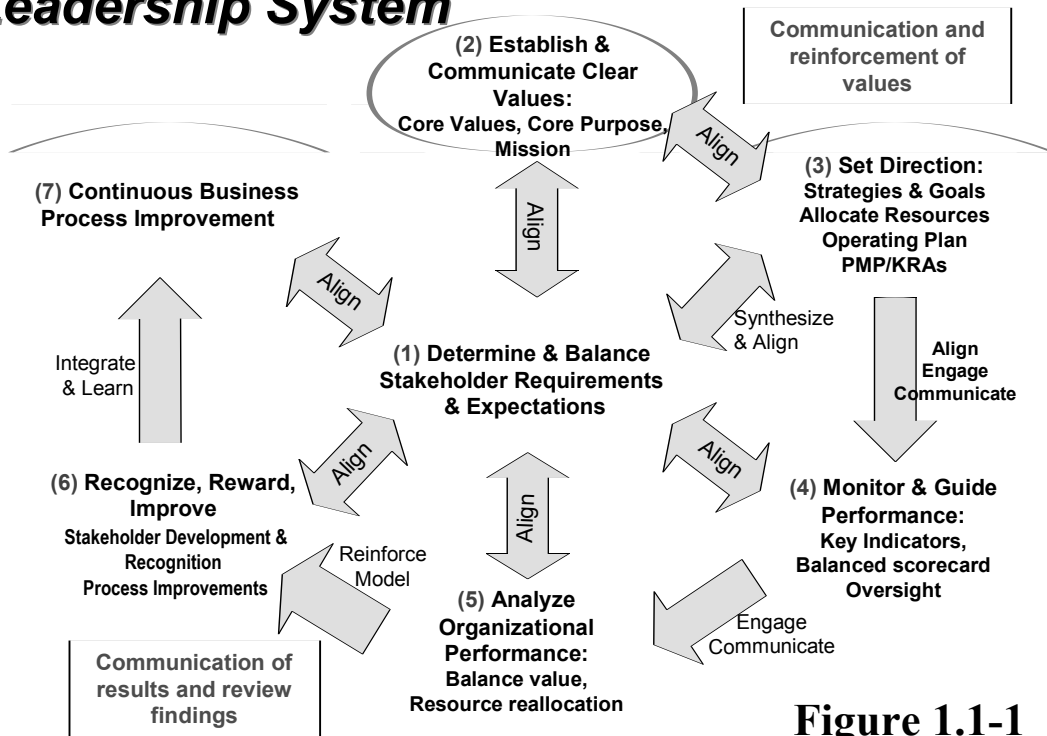 Leadership System
(2) Establish &
Communicate Clear
Values:
Core Values, Core Purpose,
Mission
Communication and
reinforcement of
values
Align
(3) Set Direction:
Strategies & Goals
Allocate Resources
Operating Plan
PMP/KRAs
(7) Continuous Business
Process Improvement
Align
Align
Synthesize
& Align
Integrate
& Learn
(1) Determine & Balance
Stakeholder Requirements
& Expectations
Align
Engage
Communicate
Align
Align
(6) Recognize, Reward,
Improve
Stakeholder Development &
Recognition
Process Improvements
(4) Monitor & Guide
Performance:
Key Indicators,
Balanced scorecard
Oversight
Align
Reinforce
Model
(5) Analyze
Organizational
Performance:
Balance value,
Resource reallocation
Engage
Communicate
Communication of
results and review
findings
Figure 1.1-1